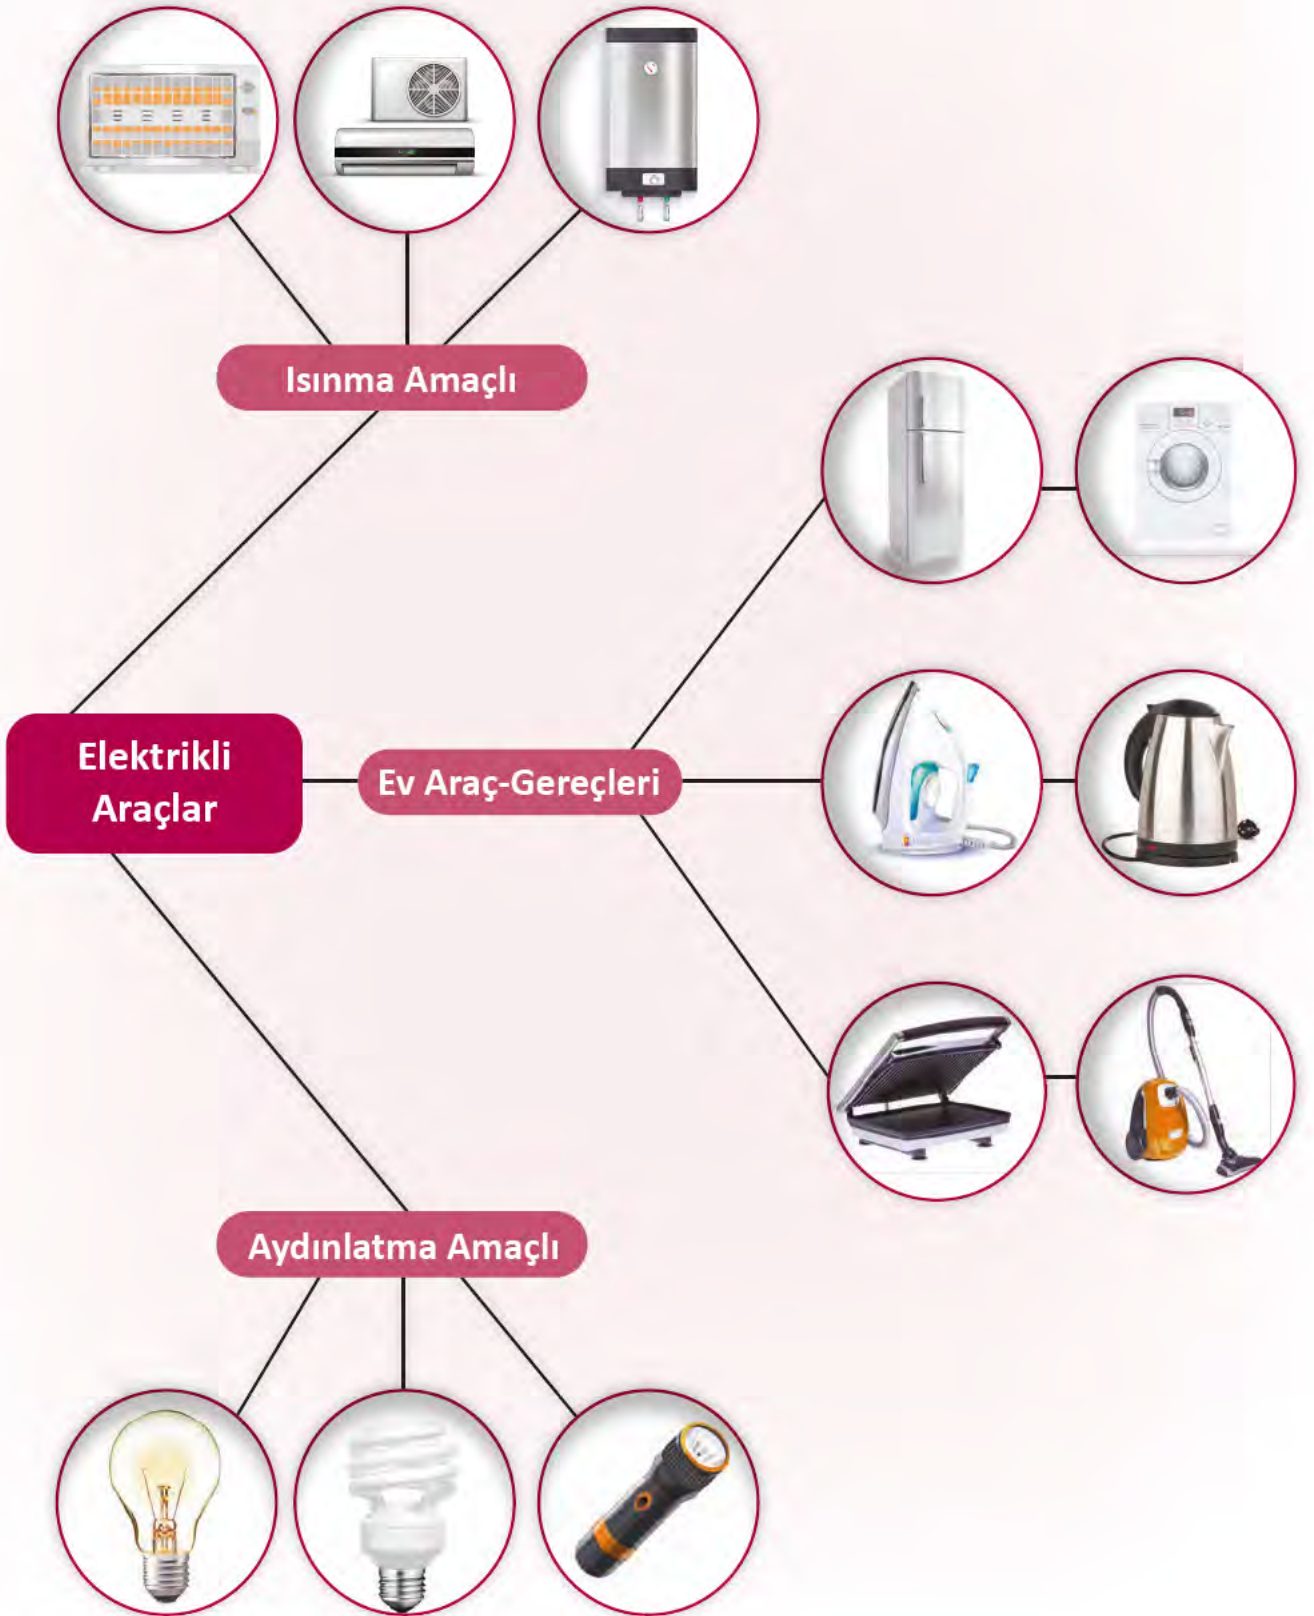 Isınma Amaçlı
Elektrikli
Araçlar
Ev Araç-Gereçleri
Aydınlatma Amaçlı